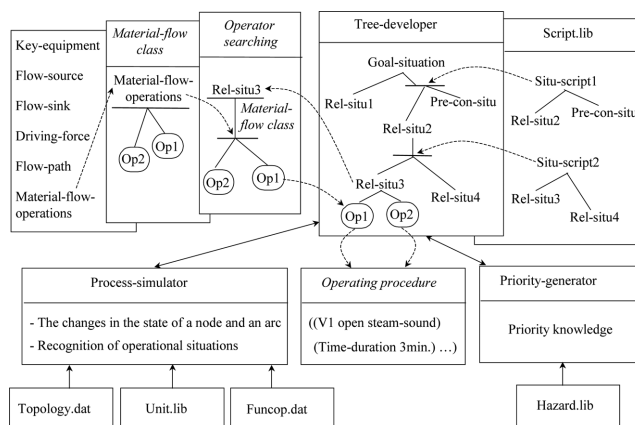 Key-equipment
Flow-source
Flow-sink
Driving-force
Flow-path
Material-flow-
operations
Material-flow
class
Material-flow-
operations
Op2
Op1
Operator
searching
Rel-situ3
Material-
flow class
Op2
Op1
Tree-developer
Goal-situation
Rel-situ1
Pre-con-situ
Rel-situ2
Rel-situ3
Rel-situ4
Op1
Op2
Script.lib
Situ-script1
Rel-situ2
Pre-con-situ
Situ-script2
Rel-situ3
Rel-situ4
Process-simulator
- The changes in the state of a node and an arc
- Recognition of operational situations
Operating procedure
((V1 open steam-sound)
(Time-duration 3min.) …)
Priority-generator
Priority knowledge
Topology.dat
Unit.lib
Funcop.dat
Hazard.lib